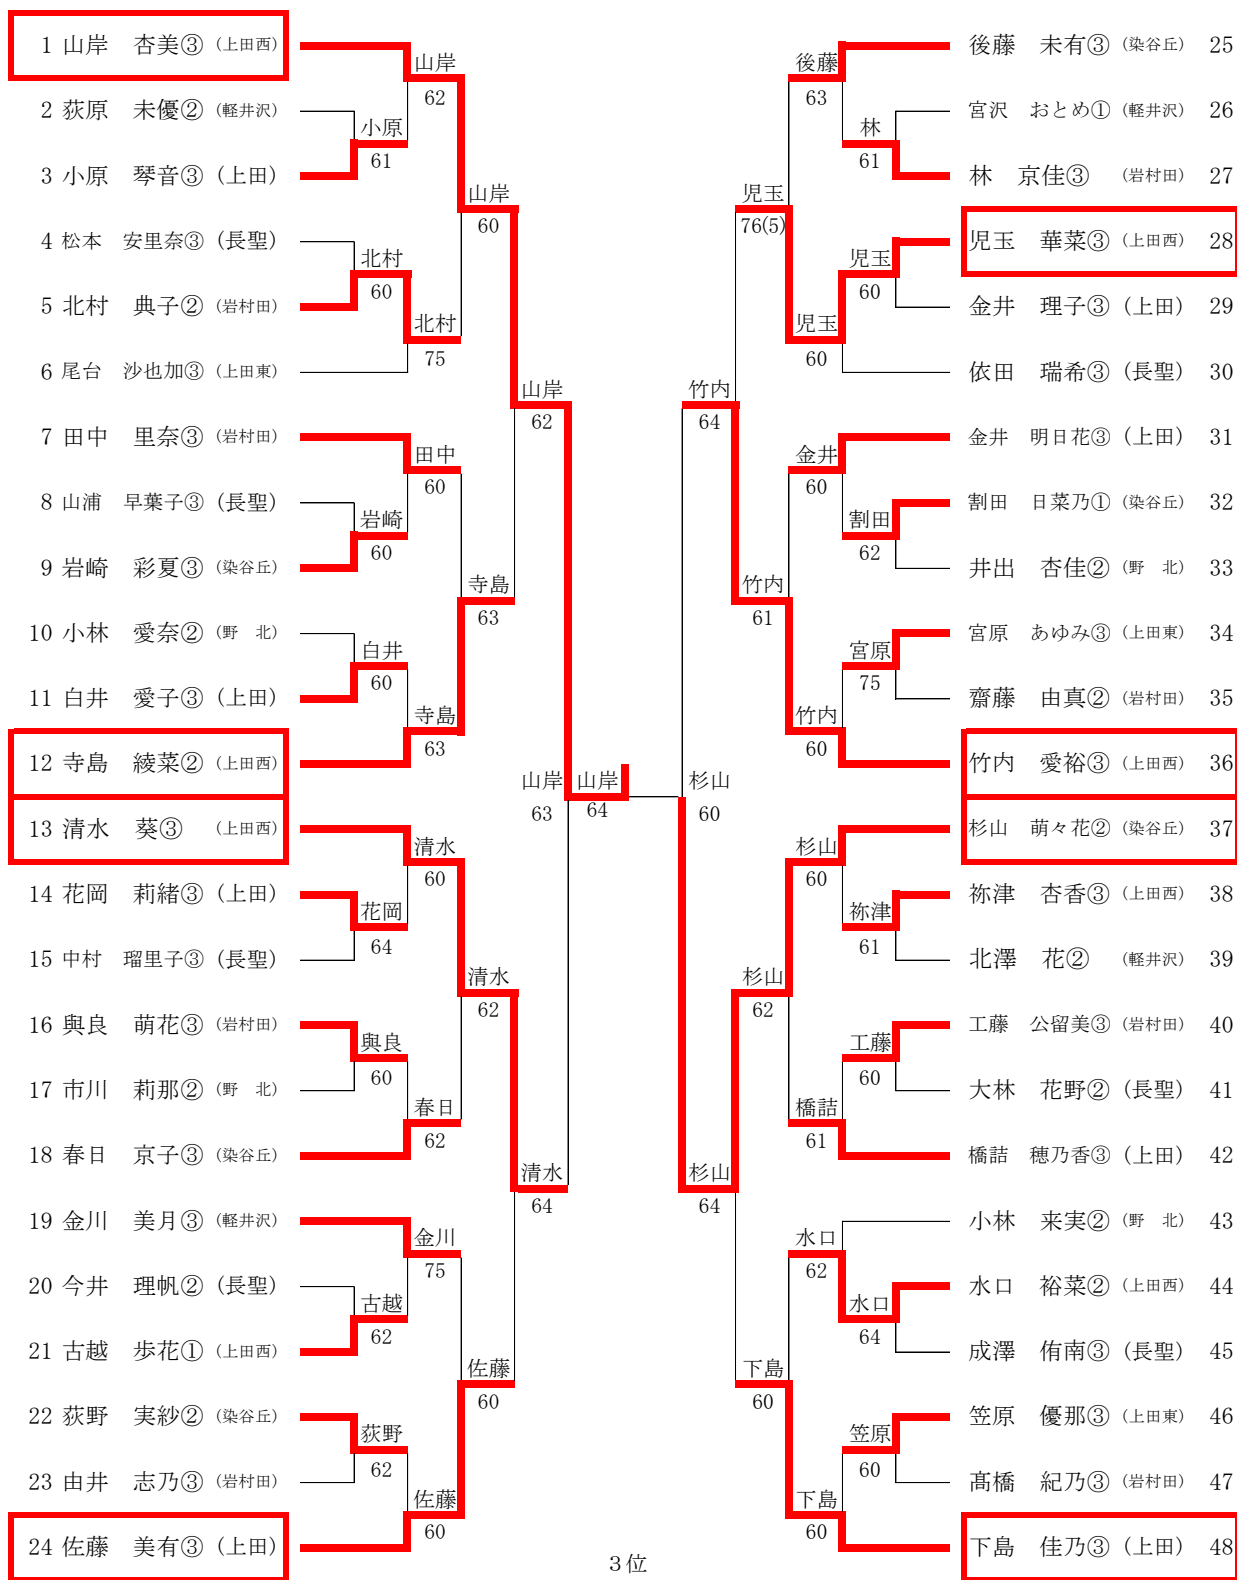 1 山岸　杏美③ (上田西)
2 荻原　未優② (軽井沢)
3 小原　琴音③ (上田)
4 松本　安里奈③ (長聖)
5 北村　典子② (岩村田)
6 尾台　沙也加③ (上田東)
7 田中　里奈③ (岩村田)
8 山浦　早葉子③ (長聖)
9 岩崎　彩夏③ (染谷丘)
10 小林　愛奈② (野　北)
11 白井　愛子③ (上田)
12 寺島　綾菜② (上田西)
13 清水　葵③ (上田西)
14 花岡　莉緒③ (上田)
15 中村　瑠里子③ (長聖)
16 與良　萌花③ (岩村田)
17 市川　莉那② (野　北)
18 春日　京子③ (染谷丘)
19 金川　美月③ (軽井沢)
20 今井　理帆② (長聖)
21 古越　歩花① (上田西)
22 荻野　実紗② (染谷丘)
23 由井　志乃③ (岩村田)
24 佐藤　美有③ (上田)
小原
61
北村
60
岩崎
60
白井
60
花岡
64
與良
60
古越
62
荻野
62
山岸
62
北村
75
田中
60
寺島
63
清水
60
春日
62
金川
75
佐藤
60
山岸
60
寺島
63
清水
62
佐藤
60
山岸
62
清水
64
山岸
63
山岸
64
杉山
60
竹内
64
杉山
64
児玉
76(5)
竹内
61
杉山
62
下島
60
後藤
63
児玉
60
金井
60
竹内
60
杉山
60
橋詰
61
水口
62
下島
60
林
61
児玉
60
割田
62
宮原
75
祢津
61
工藤
60
水口
64
笠原
60
後藤　未有③ (染谷丘) 25
宮沢　おとめ① (軽井沢) 26
林　京佳③ (岩村田) 27
児玉　華菜③ (上田西) 28
金井　理子③ (上田) 29
依田　瑞希③ (長聖) 30
金井　明日花③ (上田) 31
割田　日菜乃① (染谷丘) 32
井出　杏佳② (野　北) 33
宮原　あゆみ③ (上田東) 34
齋藤　由真② (岩村田) 35
竹内　愛裕③ (上田西) 36
杉山　萌々花② (染谷丘) 37
祢津　杏香③ (上田西) 38
北澤　花② (軽井沢) 39
工藤　公留美③ (岩村田) 40
大林　花野② (長聖) 41
橋詰　穂乃香③ (上田) 42
小林　来実② (野　北) 43
水口　裕菜② (上田西) 44
成澤　侑南③ (長聖) 45
笠原　優那③ (上田東) 46
髙橋　紀乃③ (岩村田) 47
下島　佳乃③ (上田) 48
３位